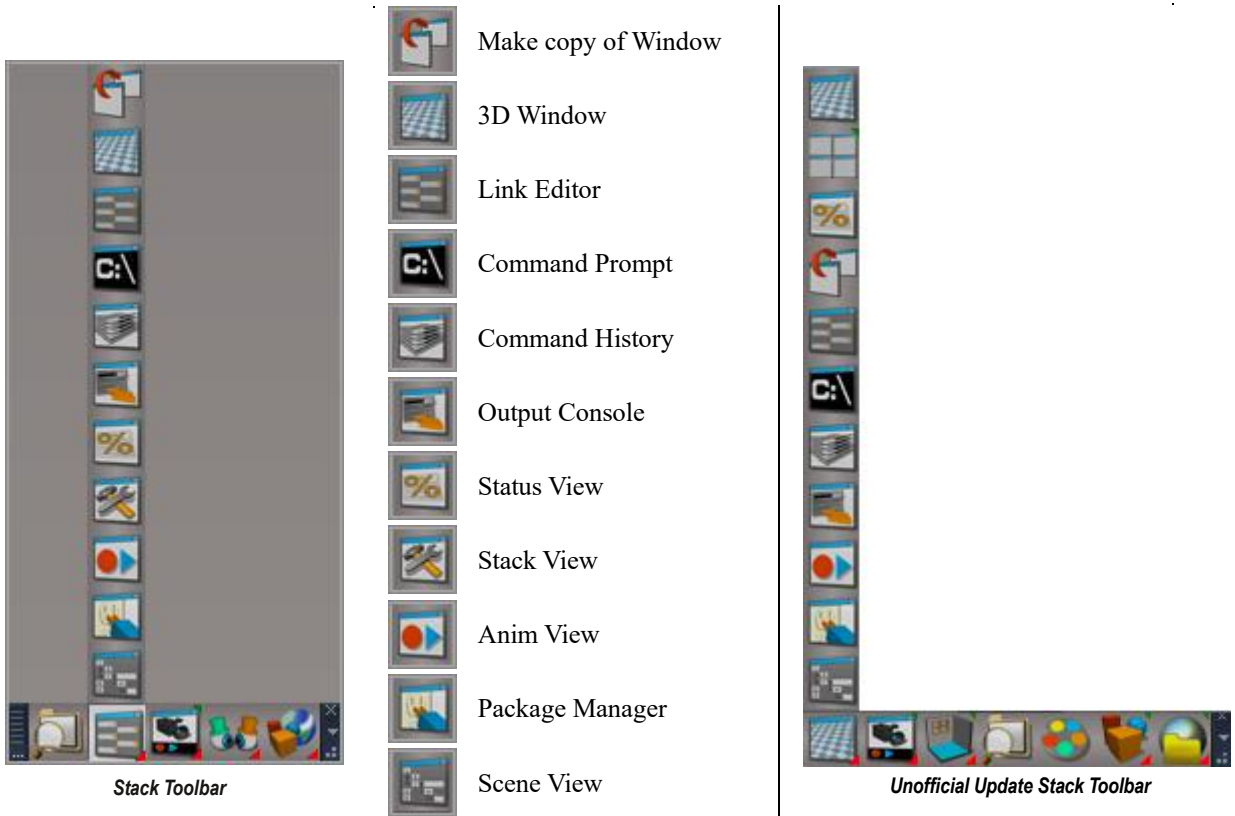 Make copy of Window
3D Window
Link Editor
C:\
Command Prompt
Command History
Output Console
%
Status View
Stack View
Anim View
Package Manager
Scene View
Stack Toolbar
Unofficial Update Stack Toolbar